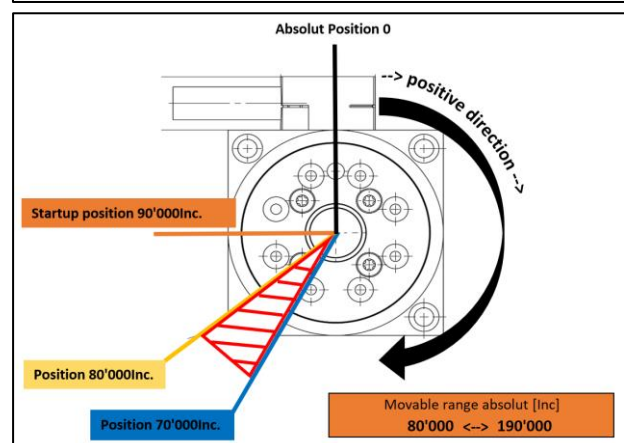 Absolut Position 0
--> positive direction -->
Startup position 90'000Inc.
Position 80'000Inc.
Position 70'000Inc.
Movable range absolut [Inc]
80'000 <--> 190'000